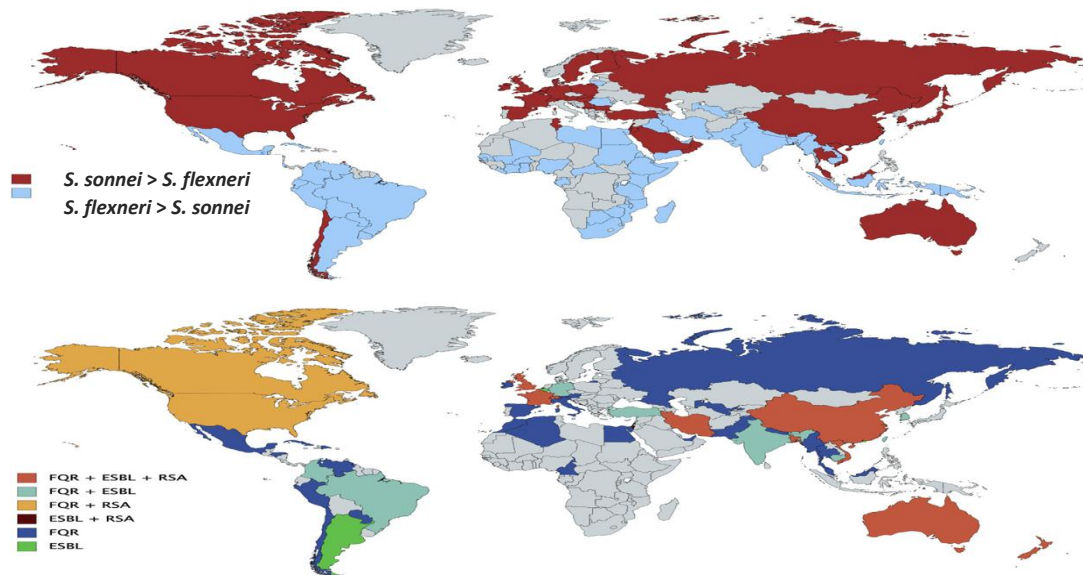 S. sonnei > S. flexneri
S. flexneri > S. sonnei
FQR + ESBL + RSA
FQR + ESBL
FQR + RSA
ESBL + RSA
FQR
ESBL